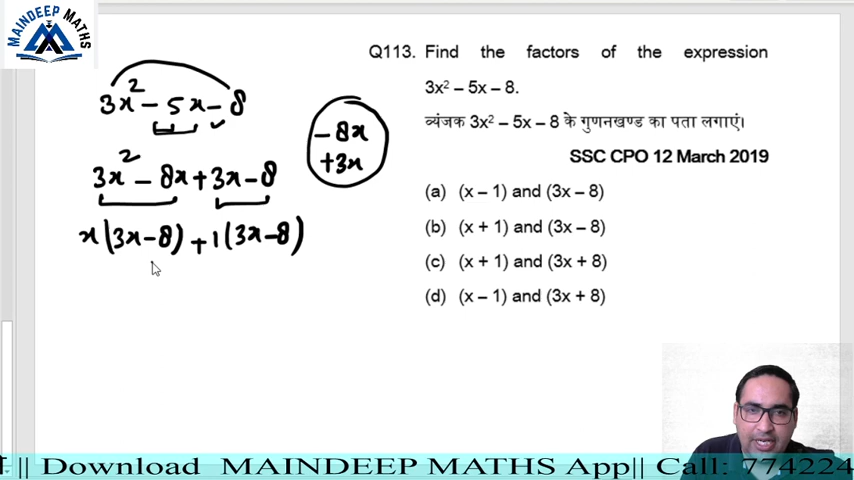 MAINDEEP MATHS
3x² - 5x - 8
3x² - 8x + 3x - 8
x(3x-8) + 1(3x-8)
- 8x
+ 3x
Q113. Find the factors of the expression
3x² – 5x – 8.
व्यंजक 3x² – 5x – 8 के गुणनखण्ड का पता लगाएं।
SSC CPO 12 March 2019
(a) (x – 1) and (3x – 8)
(b) (x + 1) and (3x – 8)
(c) (x + 1) and (3x + 8)
(d) (x – 1) and (3x + 8)
|| Download MAINDEEP MATHS App|| Call: 774224